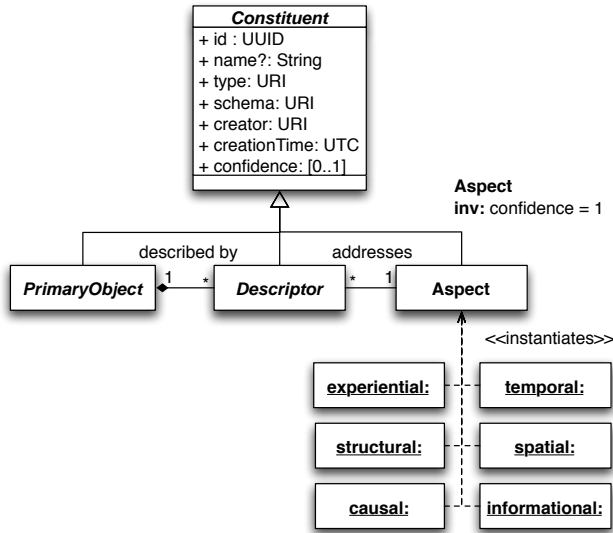 Constituent
+ id : UUID
+ name?: String
+ type: URI
+ schema: URI
+ creator: URI
+ creationTime: UTC
+ confidence: [0..1]
Aspect
inv: confidence = 1
described by
addresses
PrimaryObject
1
*
Descriptor
*
1
Aspect
<<instantiates>>
experiential:
temporal:
structural:
spatial:
causal:
informational: